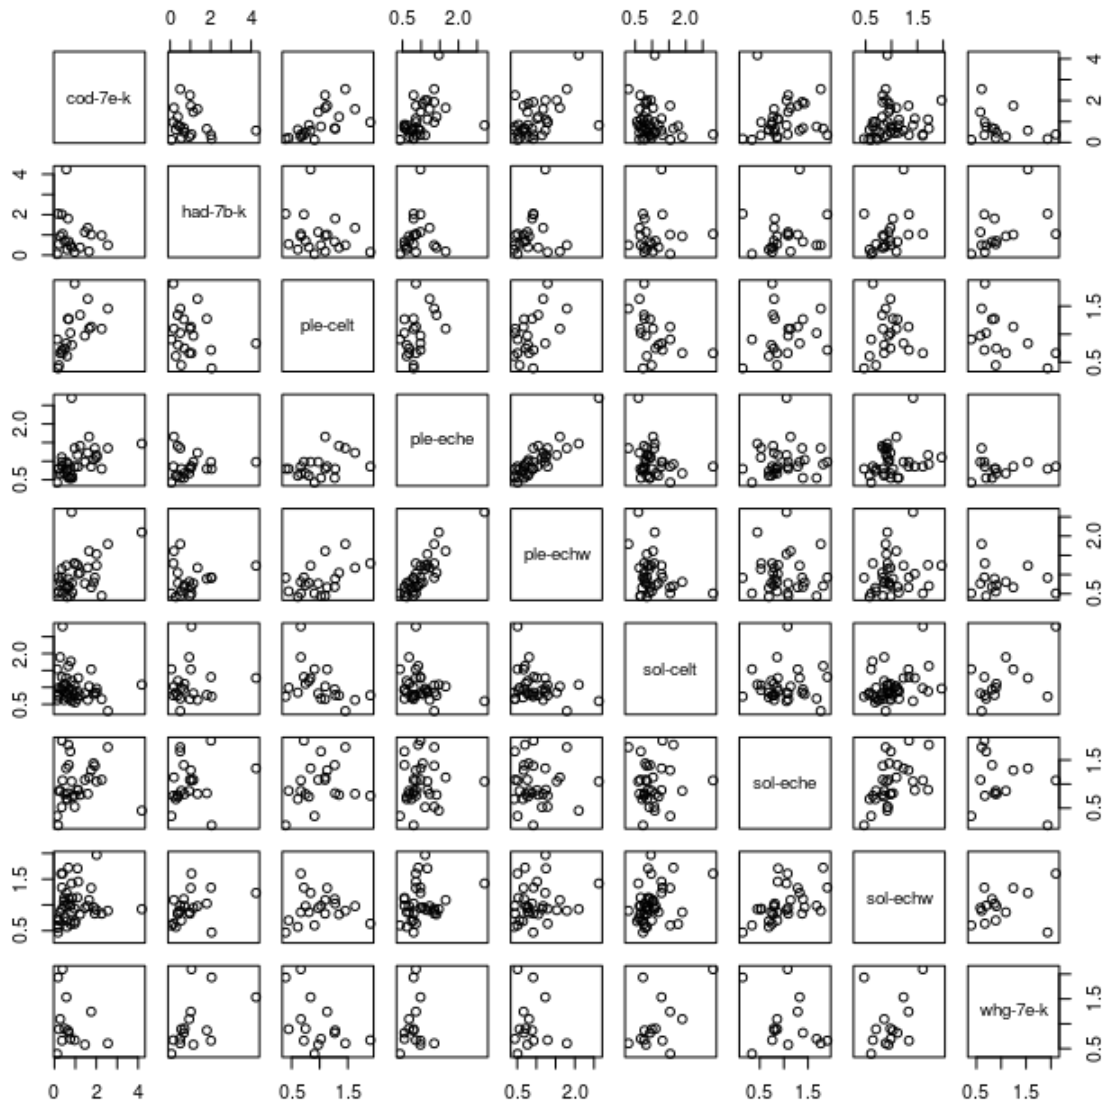 0 2 4 0.5 2.0 0.5 2.0 0.5 1.5
cod-7e-k 0 2 4
0 2 4 had-7b-k
ple-celt 0.5 1.5
0.5 2.0 ple-eche
ple-echw 0.5 2.0
0.5 2.0 sol-celt
sol-eche 0.5 1.5
0.5 1.5 sol-echw
whg-7e-k 0.5 1.5
0 2 4 0.5 1.5 0.5 2.0 0.5 1.5 0.5 1.5